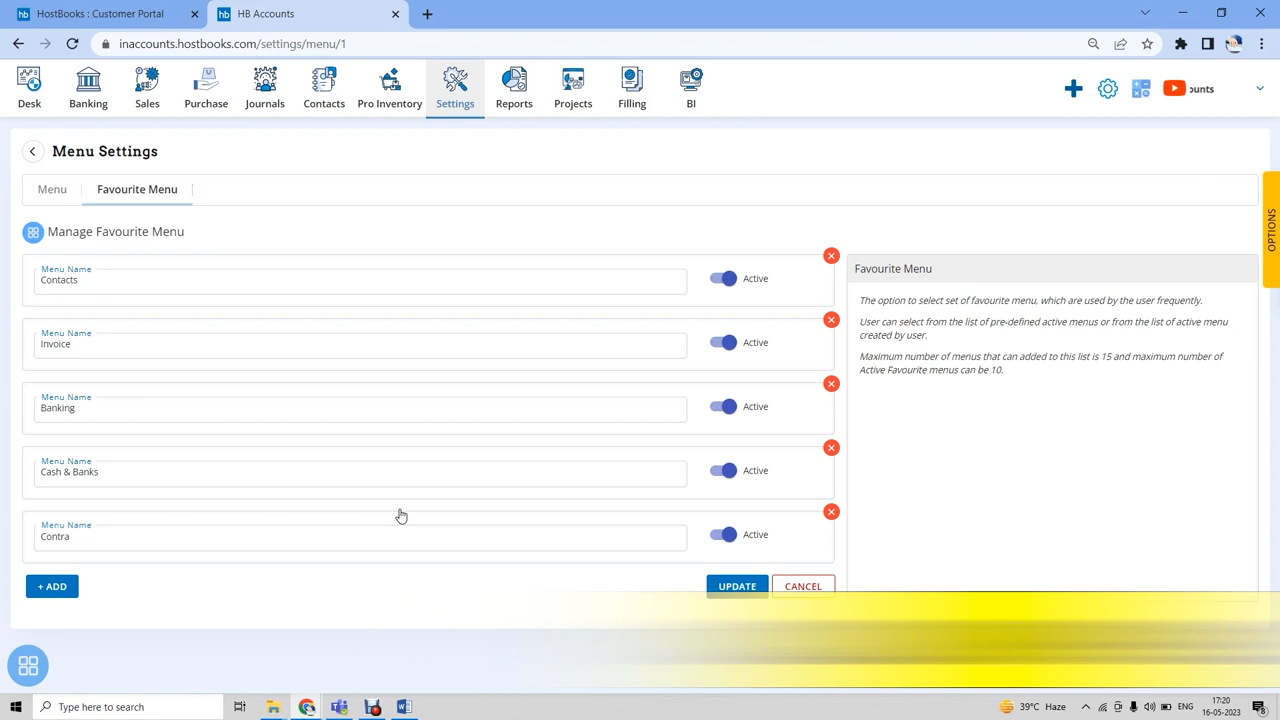 hb HostBooks : Customer Portal
hb HB Accounts
inaccounts.hostbooks.com/settings/menu/1
Desk Banking Sales Purchase Journals Contacts Pro Inventory Settings Reports Projects Filling BI
ounts
Menu Settings
Menu Favourite Menu
Manage Favourite Menu
Menu Name
Contacts
Active
Menu Name
Invoice
Active
Menu Name
Banking
Active
Menu Name
Cash & Banks
Active
Menu Name
Contra
Active
+ ADD
UPDATE CANCEL
Favourite Menu
The option to select set of favourite menu, which are used by the user frequently.
User can select from the list of pre-defined active menus or from the list of active menu
created by user.
Maximum number of menus that can added to this list is 15 and maximum number of
Active Favourite menus can be 10.
OPTIONS
Type here to search
39°C Haze
ENG
17:20
16-05-2023